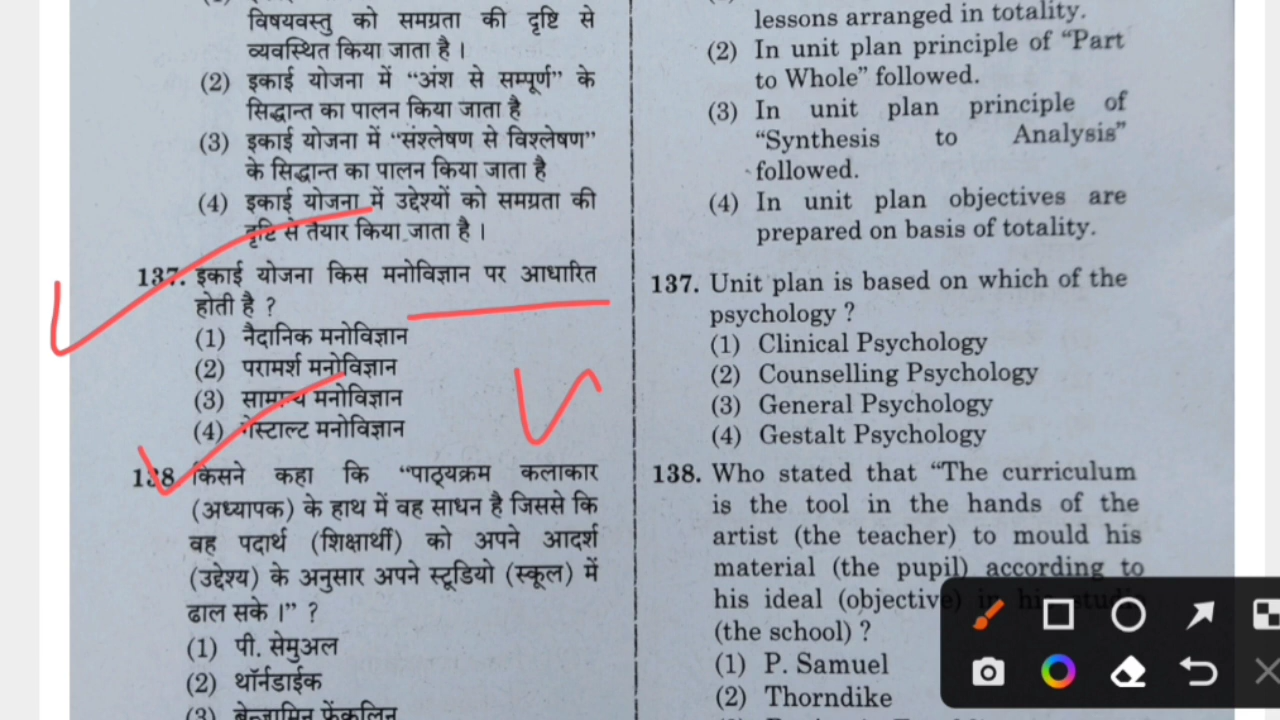 विषयवस्तु को समग्रता की दृष्टि से
व्यवस्थित किया जाता है ।
(2) इकाई योजना में “अंश से सम्पूर्ण” के
सिद्धान्त का पालन किया जाता है
(3) इकाई योजना में “संश्लेषण से विश्लेषण”
के सिद्धान्त का पालन किया जाता है
(4) इकाई योजना में उद्देश्यों को समग्रता की
दृष्टि से तैयार किया जाता है ।
137. इकाई योजना किस मनोविज्ञान पर आधारित
होती है ?
(1) नैदानिक मनोविज्ञान
(2) परामर्श मनोविज्ञान
(3) सामान्य मनोविज्ञान
(4) गेस्टाल्ट मनोविज्ञान
138 किसने कहा कि “पाठ्यक्रम कलाकार
(अध्यापक) के हाथ में वह साधन है जिससे कि
वह पदार्थ (शिक्षार्थी) को अपने आदर्श
(उद्देश्य) के अनुसार अपने स्टूडियो (स्कूल) में
ढाल सके ।” ?
(1) पी. सेमुअल
(2) थॉर्नडाईक
(3) बेन्जामिन फ्रेंकलिन
lessons arranged in totality.
(2) In unit plan principle of “Part
to Whole” followed.
(3) In unit plan principle of
“Synthesis to Analysis”
followed.
(4) In unit plan objectives are
prepared on basis of totality.
137. Unit plan is based on which of the
psychology ?
(1) Clinical Psychology
(2) Counselling Psychology
(3) General Psychology
(4) Gestalt Psychology
138. Who stated that “The curriculum
is the tool in the hands of the
artist (the teacher) to mould his
material (the pupil) according to
his ideal (objective) in his studio
(the school) ?
(1) P. Samuel
(2) Thorndike